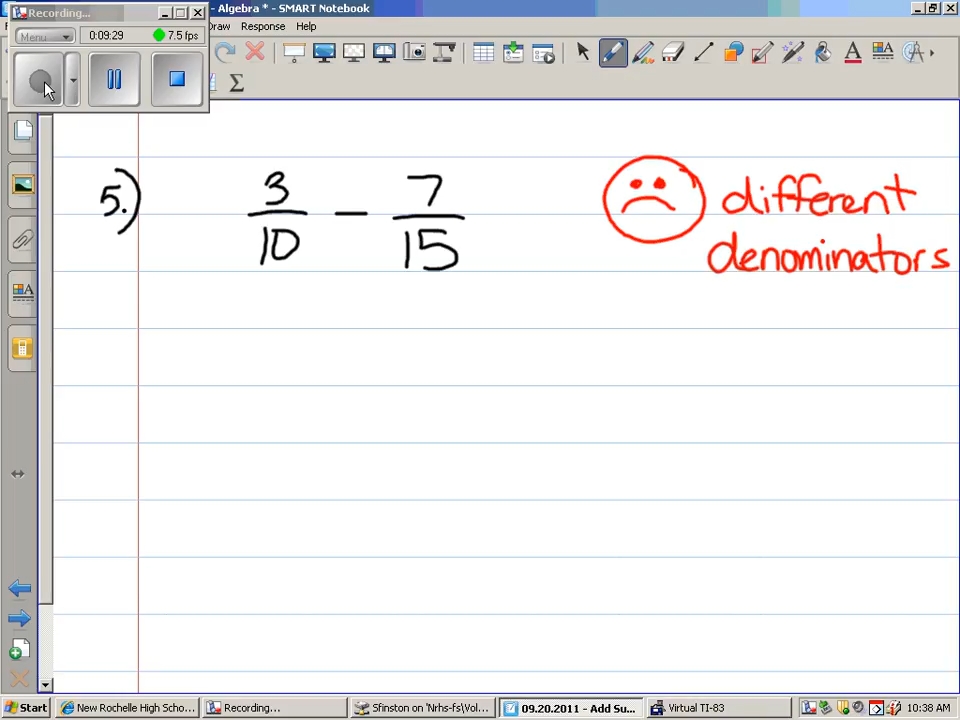 Recording...
Algebra * - SMART Notebook
Menu
0:09:29
7.5 fps
Draw Response Help
5.) 3/10 - 7/15
different
denominators
Start
New Rochelle High Scho...
Recording...
Sfinston on 'Nrhs-fs\Vol...
09.20.2011 - Add Su...
Virtual TI-83
10:38 AM